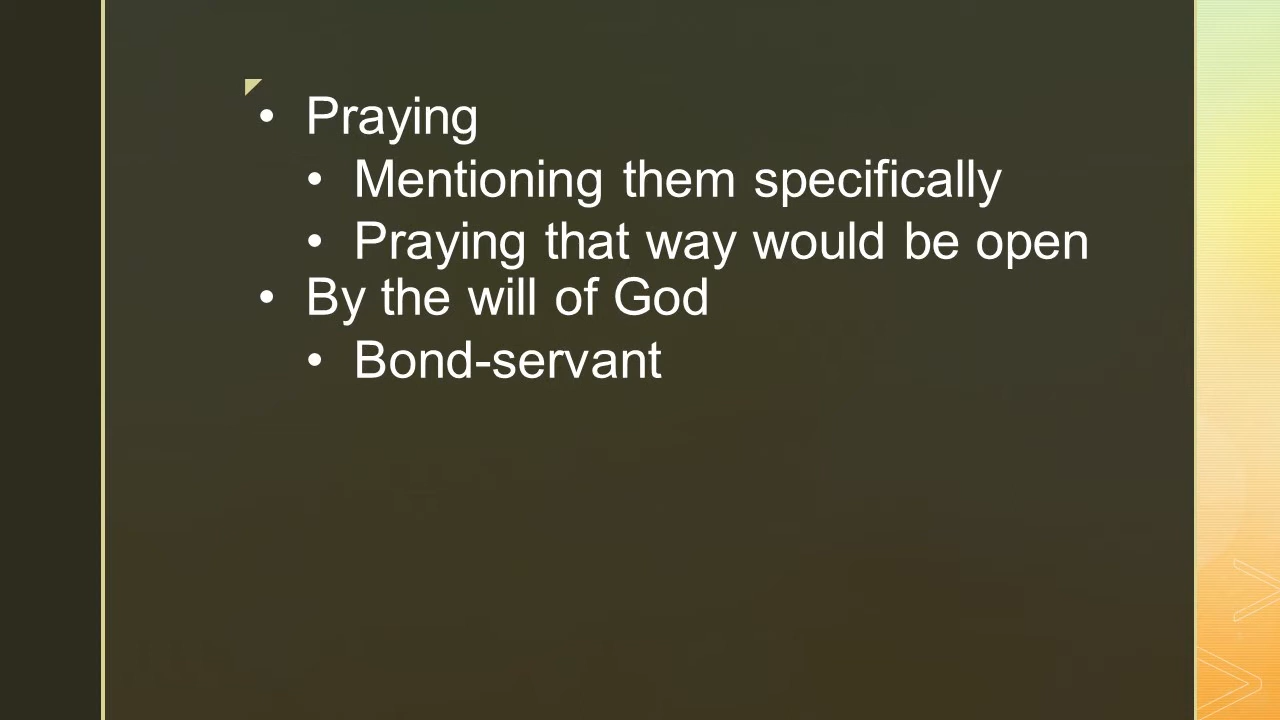 • Praying
• Mentioning them specifically
• Praying that way would be open
• By the will of God
• Bond-servant